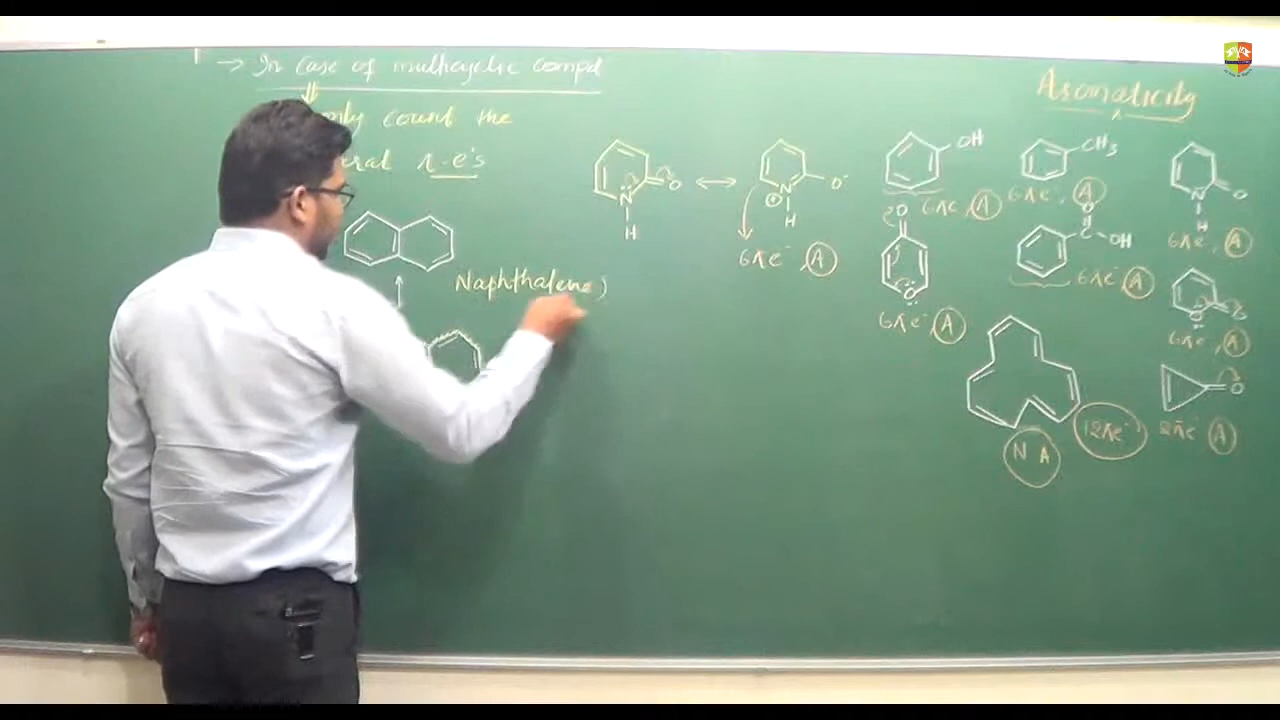 → In case of multicyclic compd
only count the
π-e's
Naphthalene;
Aromaticity
N
H
O
↔
O⁻
N
⊕
H
6πe⁻, A
OH
6πe⁻, A
CH3
6πe⁻, A
O
N
H
6πe⁻, A
O
O
6πe⁻, A
O
C
OH
6πe⁻, A
O
O
6πe⁻, A
12πe⁻
N A
O
2πe⁻ A